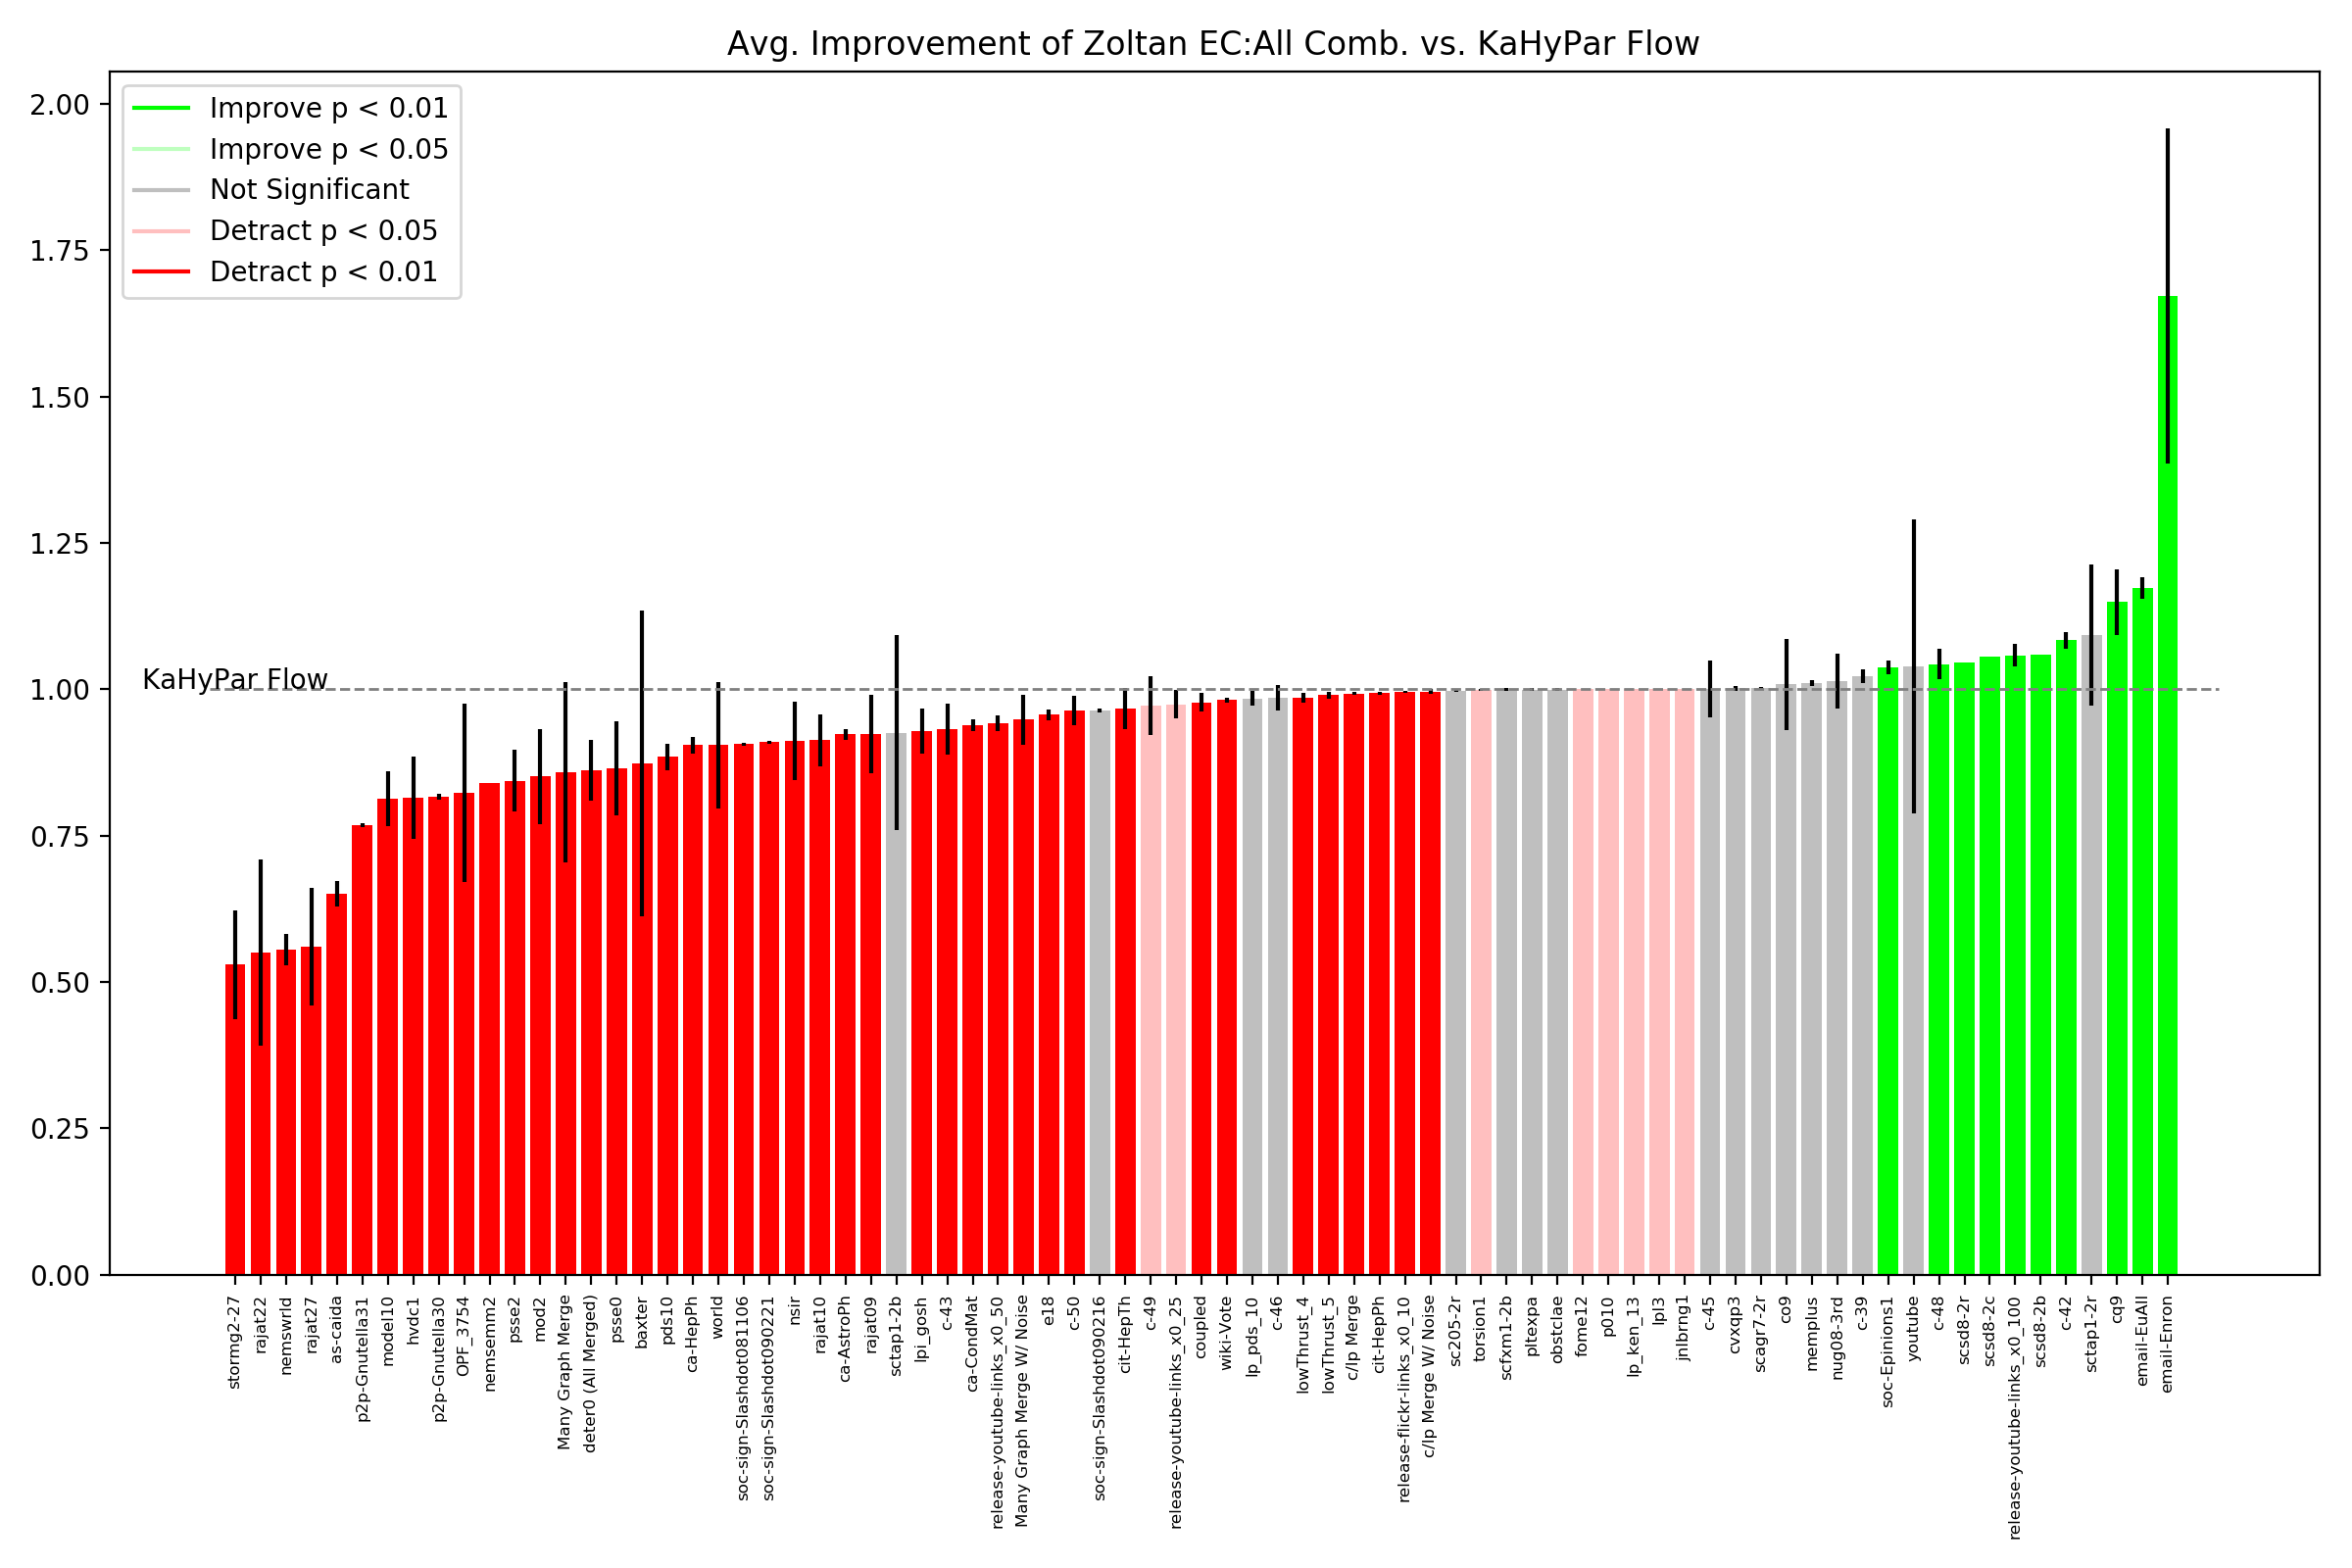 Avg. Improvement of Zoltan EC:All Comb. vs. KaHyPar Flow
2.00
1.75
1.50
1.25
1.00
0.75
0.50
0.25
0.00
Improve p < 0.01
Improve p < 0.05
Not Significant
Detract p < 0.05
Detract p < 0.01
KaHyPar Flow
stormg2-27
rajat22
nemswrld
rajat27
as-caida
p2p-Gnutella31
model10
hvdc1
p2p-Gnutella30
OPF_3754
nemsemm2
psse2
mod2
Many Graph Merge
deter0 (All Merged)
psse0
baxter
pds10
ca-HepPh
world
soc-sign-Slashdot081106
soc-sign-Slashdot090221
nsir
rajat10
ca-AstroPh
rajat09
sctap1-2b
lpi_gosh
c-43
ca-CondMat
release-youtube-links_x0_50
Many Graph Merge W/ Noise
e18
c-50
soc-sign-Slashdot090216
cit-HepTh
c-49
release-youtube-links_x0_25
coupled
wiki-Vote
lp_pds_10
c-46
lowThrust_4
lowThrust_5
c/lp Merge
cit-HepPh
release-flickr-links_x0_10
c/lp Merge W/ Noise
sc205-2r
torsion1
scfxm1-2b
pltexpa
obstclae
fome12
p010
lp_ken_13
lpl3
jnlbrng1
c-45
cvxqp3
scagr7-2r
co9
memplus
nug08-3rd
c-39
soc-Epinions1
youtube
c-48
scsd8-2r
scsd8-2c
release-youtube-links_x0_100
scsd8-2b
c-42
sctap1-2r
cq9
email-EuAll
email-Enron